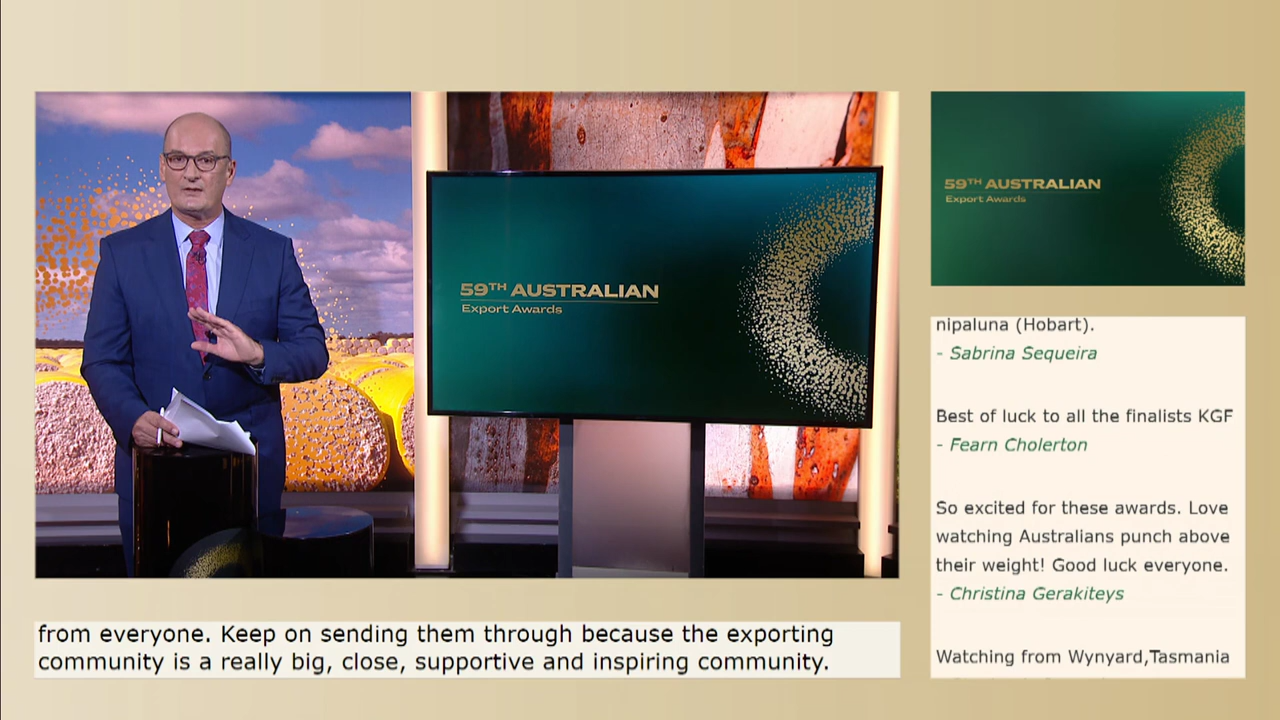 59TH AUSTRALIAN
Export Awards
59TH AUSTRALIAN
Export Awards
nipaluna (Hobart).
- Sabrina Sequeira
Best of luck to all the finalists KGF
- Fearn Cholerton
So excited for these awards. Love
watching Australians punch above
their weight! Good luck everyone.
- Christina Gerakiteys
Watching from Wynyard,Tasmania
from everyone. Keep on sending them through because the exporting
community is a really big, close, supportive and inspiring community.